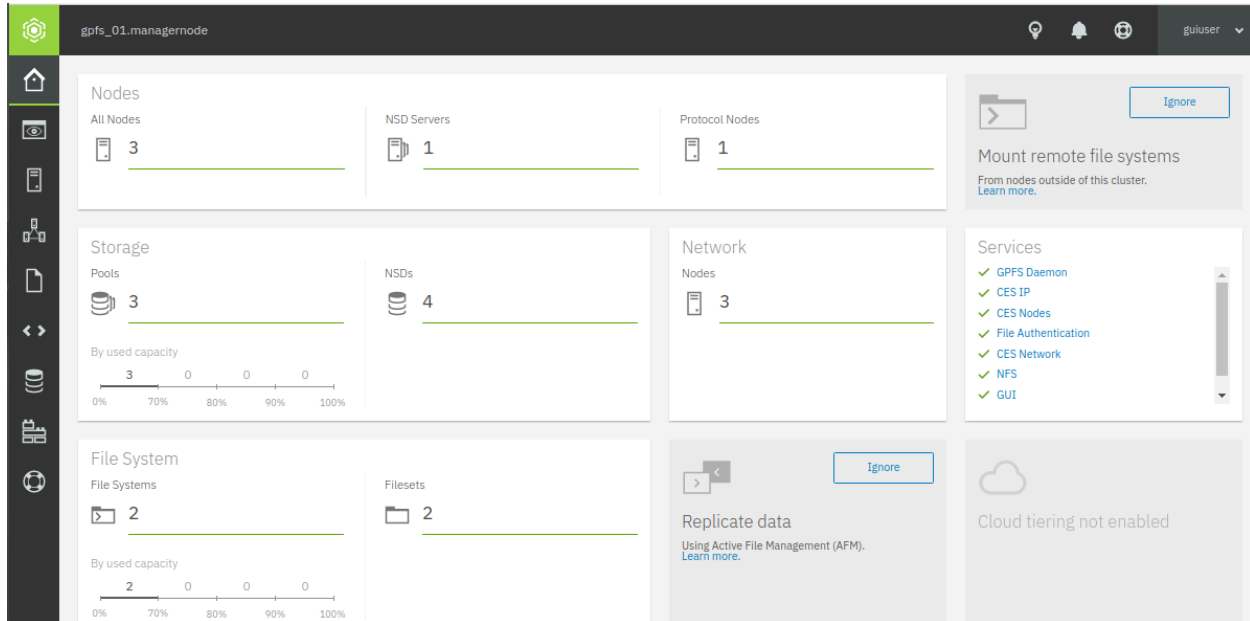 gpfs_01.managernode
guiuser
Nodes
All Nodes
3
NSD Servers
1
Protocol Nodes
1
Ignore
Mount remote file systems
From nodes outside of this cluster.
Learn more.
Storage
Pools
3
NSDs
4
By used capacity
3 0 0 0
0% 70% 80% 90% 100%
Network
Nodes
3
Services
GPFS Daemon
CES IP
CES Nodes
File Authentication
CES Network
NFS
GUI
File System
File Systems
2
Filesets
2
By used capacity
2 0 0 0
0% 70% 80% 90% 100%
Ignore
Replicate data
Using Active File Management (AFM).
Learn more.
Cloud tiering not enabled